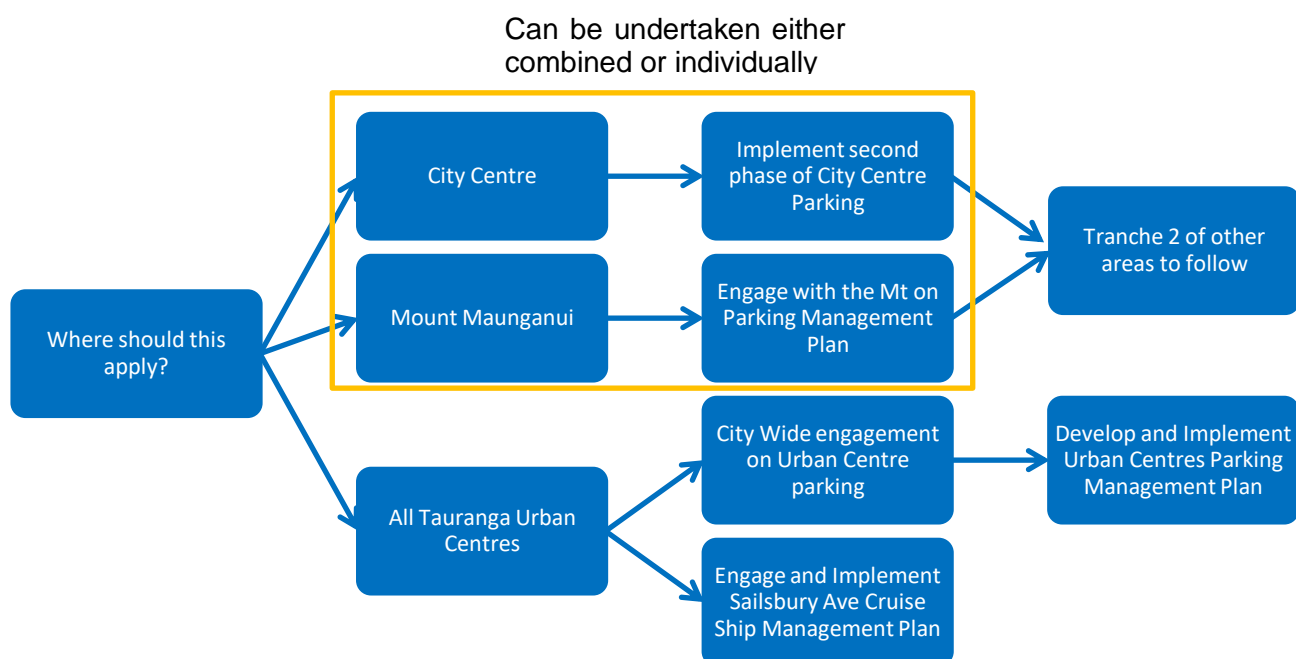 Can be undertaken either
combined or individually
City Centre
Implement second
phase of City Centre
Parking
Tranche 2 of other
areas to follow
Where should this
apply?
Mount Maunganui
Engage with the Mt on
Parking Management
Plan
All Tauranga Urban
Centres
City Wide engagement
on Urban Centre
parking
Develop and Implement
Urban Centres Parking
Management Plan
Engage and Implement
Sailsbury Ave Cruise
Ship Management Plan